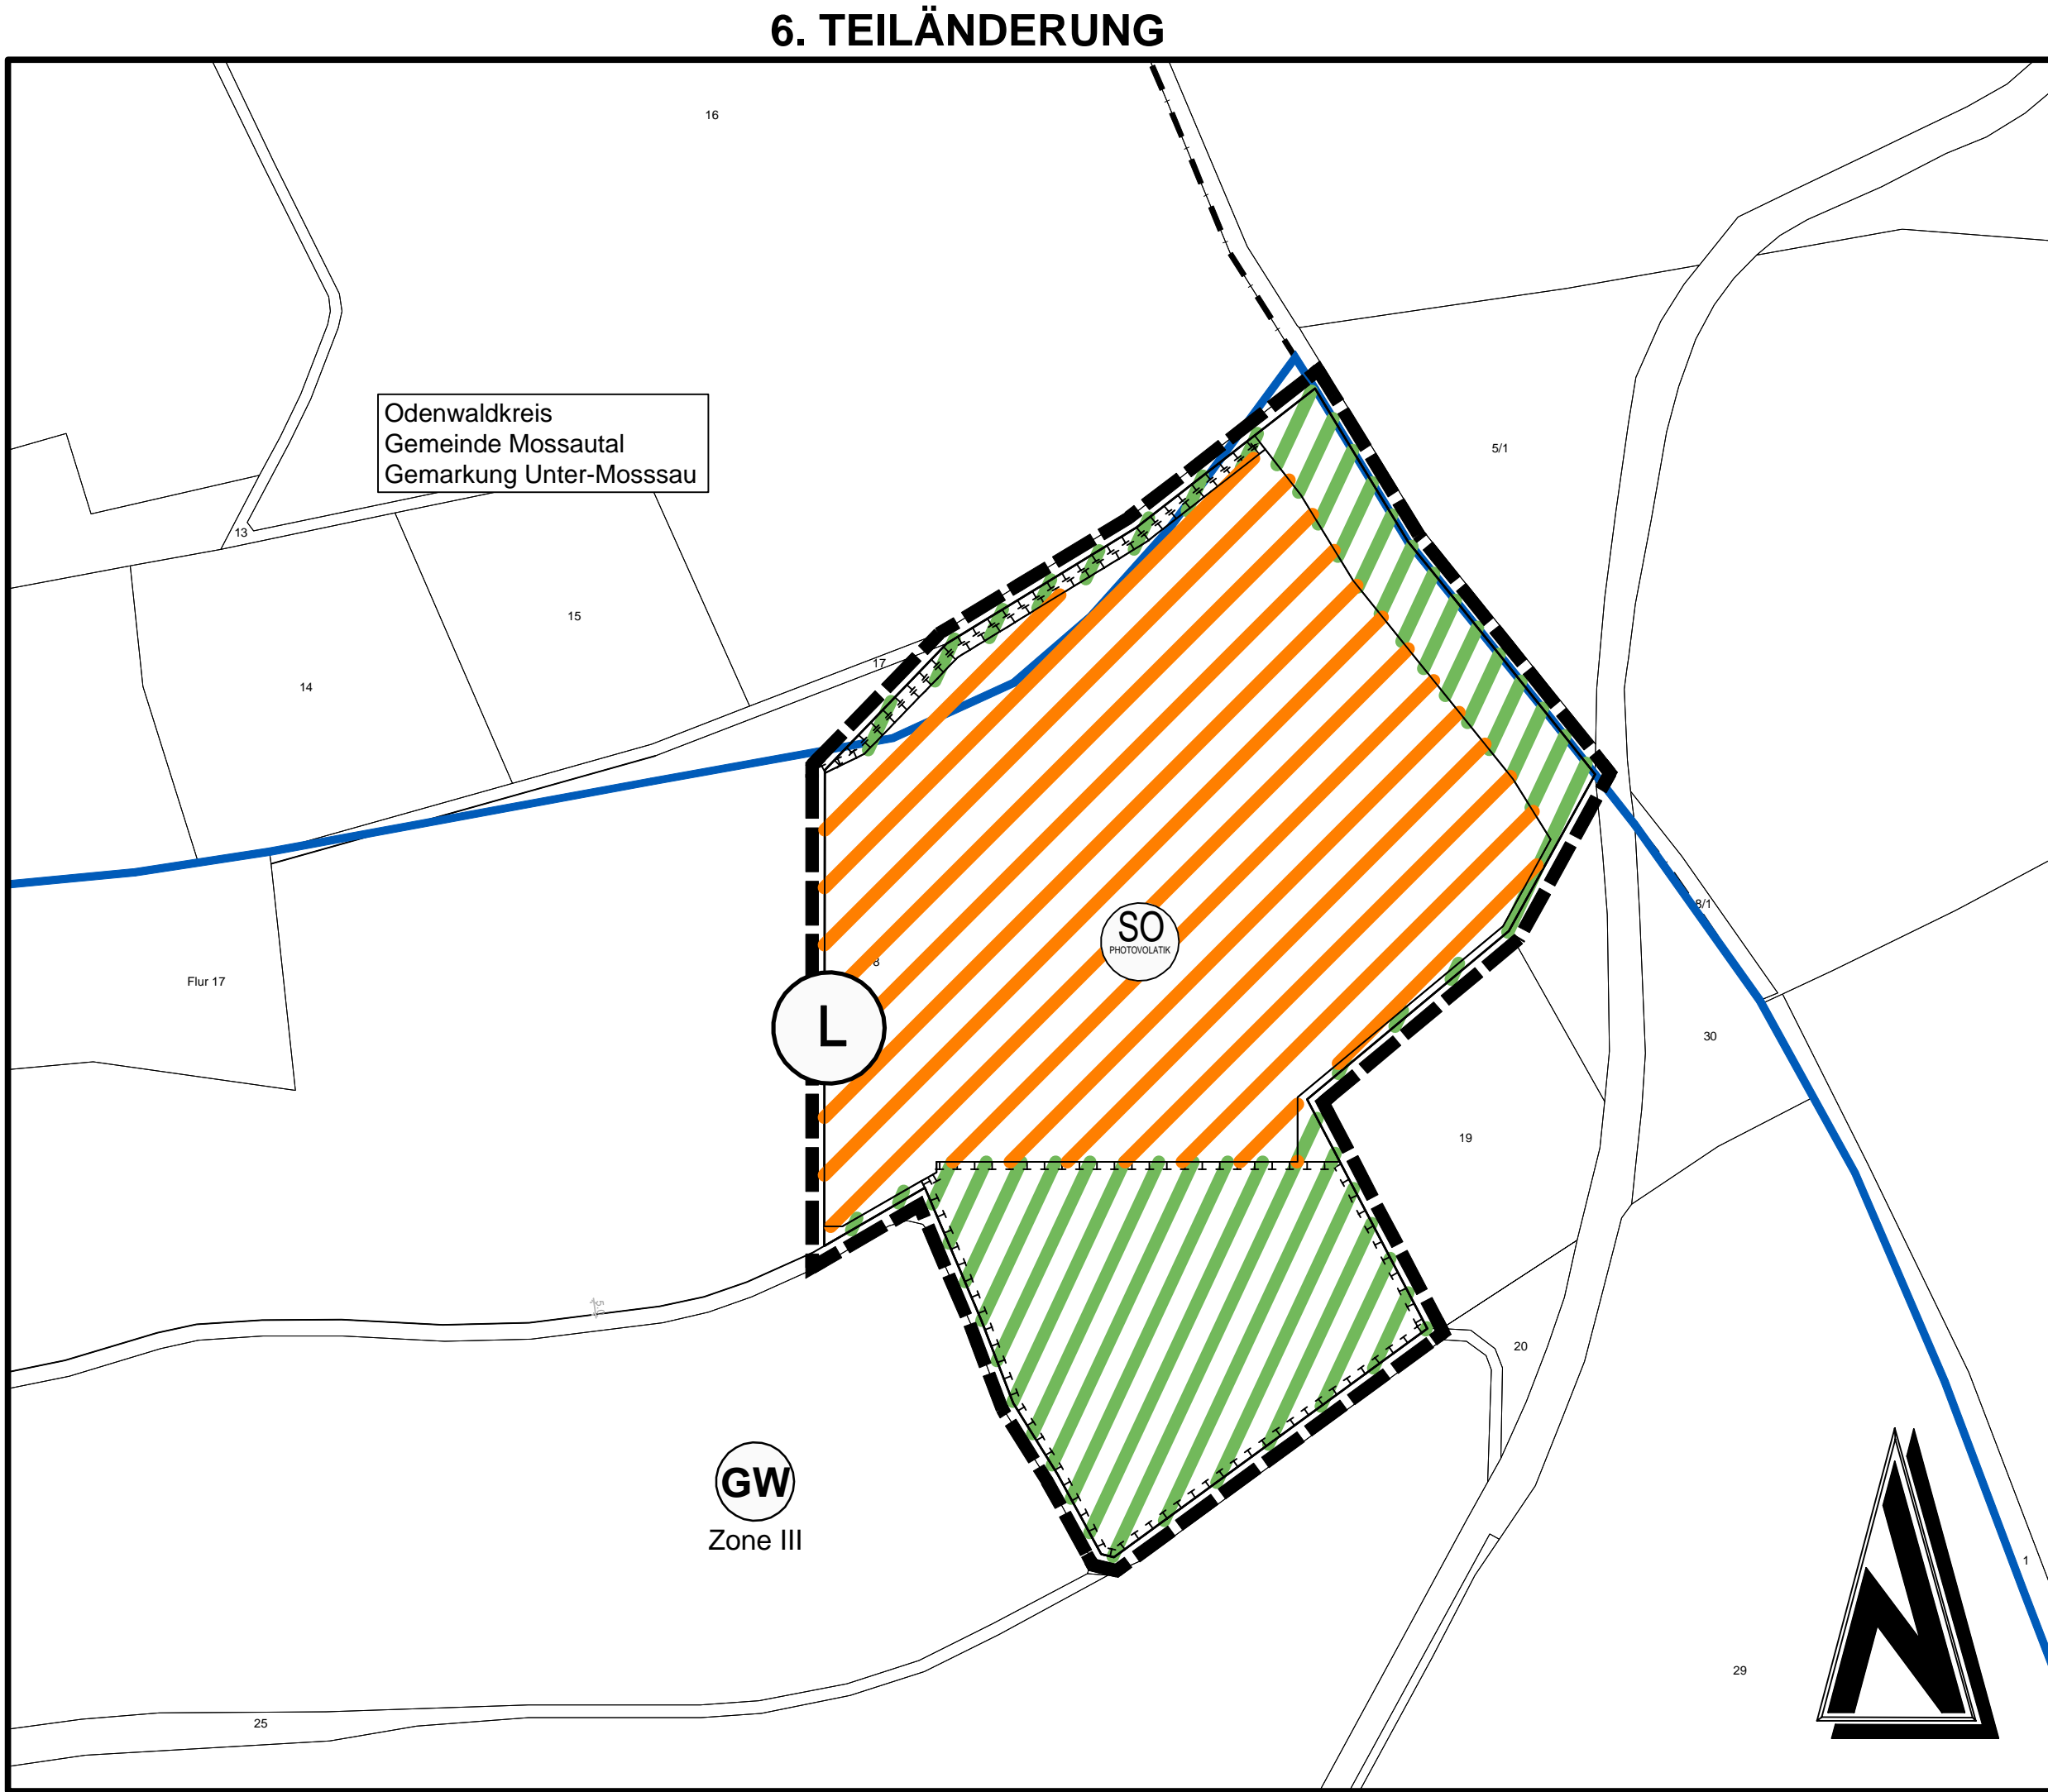 6. TEILÄNDERUNG
16
Odenwaldkreis
Gemeinde Mossautal
Gemarkung Unter-Mosssau
5/1
13
15
17
14
8/1
SO
PHOTOVOLATIK
8
Flur 17
L
30
19
20
GW
Zone III
1
29
25